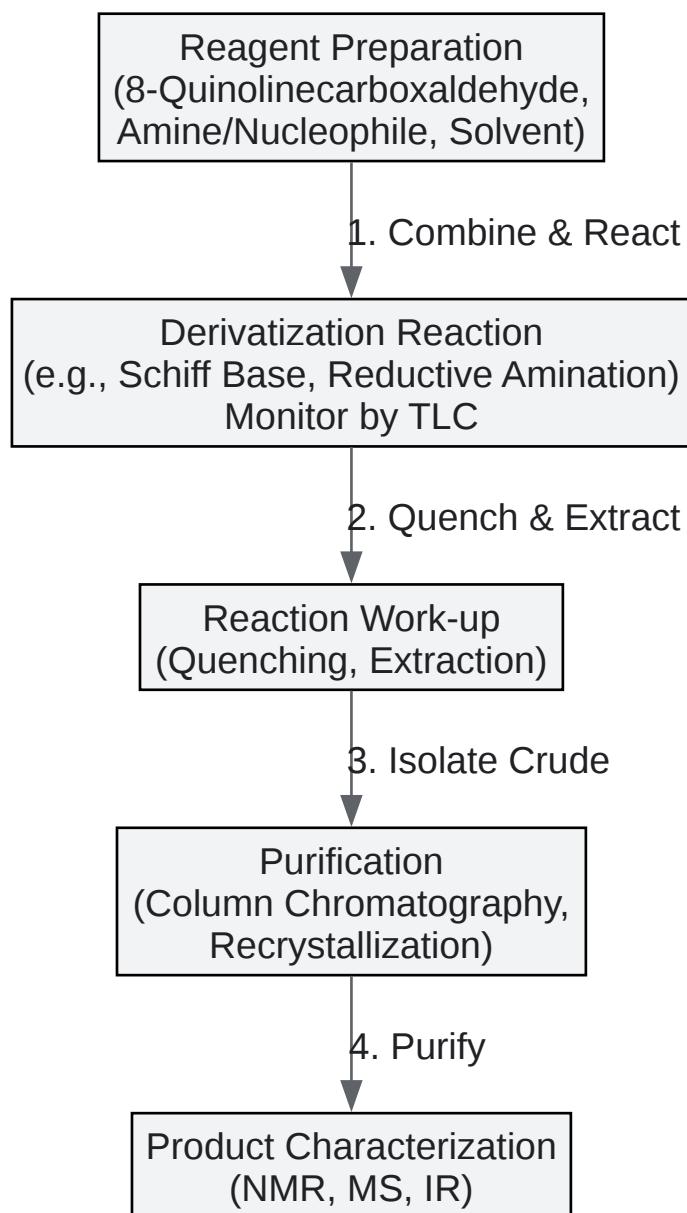 Reagent Preparation
(8-Quinolinecarboxaldehyde,
Amine/Nucleophile, Solvent)
1. Combine & React
Derivatization Reaction
(e.g., Schiff Base, Reductive Amination)
Monitor by TLC
2. Quench & Extract
Reaction Work-up
(Quenching, Extraction)
3. Isolate Crude
Purification
(Column Chromatography,
Recrystallization)
4. Purify
Product Characterization
(NMR, MS, IR)